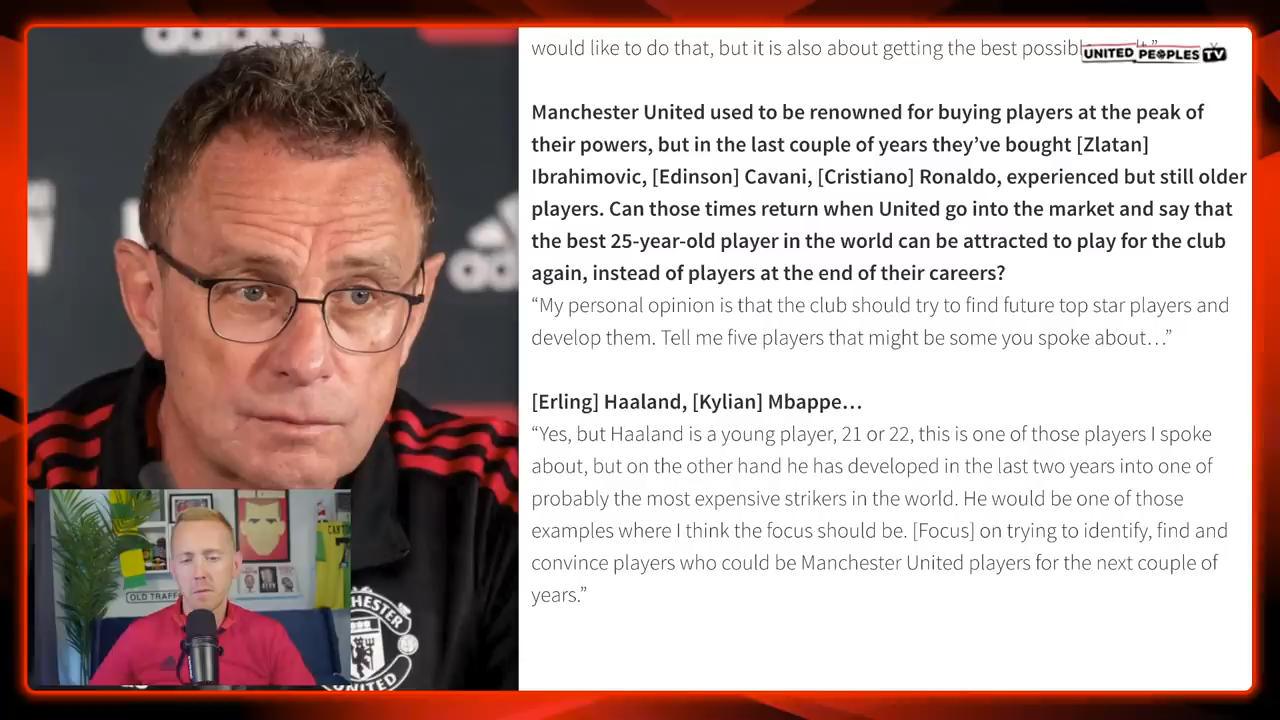 adidas
would like to do that, but it is also about getting the best possible
UNITED PEOPLES TV
Manchester United used to be renowned for buying players at the peak of
their powers, but in the last couple of years they’ve bought [Zlatan]
Ibrahimovic, [Edinson] Cavani, [Cristiano] Ronaldo, experienced but still older
players. Can those times return when United go into the market and say that
the best 25-year-old player in the world can be attracted to play for the club
again, instead of players at the end of their careers?
“My personal opinion is that the club should try to find future top star players and
develop them. Tell me five players that might be some you spoke about…”
[Erling] Haaland, [Kylian] Mbappe…
“Yes, but Haaland is a young player, 21 or 22, this is one of those players I spoke
about, but on the other hand he has developed in the last two years into one of
probably the most expensive strikers in the world. He would be one of those
examples where I think the focus should be. [Focus] on trying to identify, find and
convince players who could be Manchester United players for the next couple of
years.”
OLD TRAFF
CANTO
7
CHESTER
UNITED